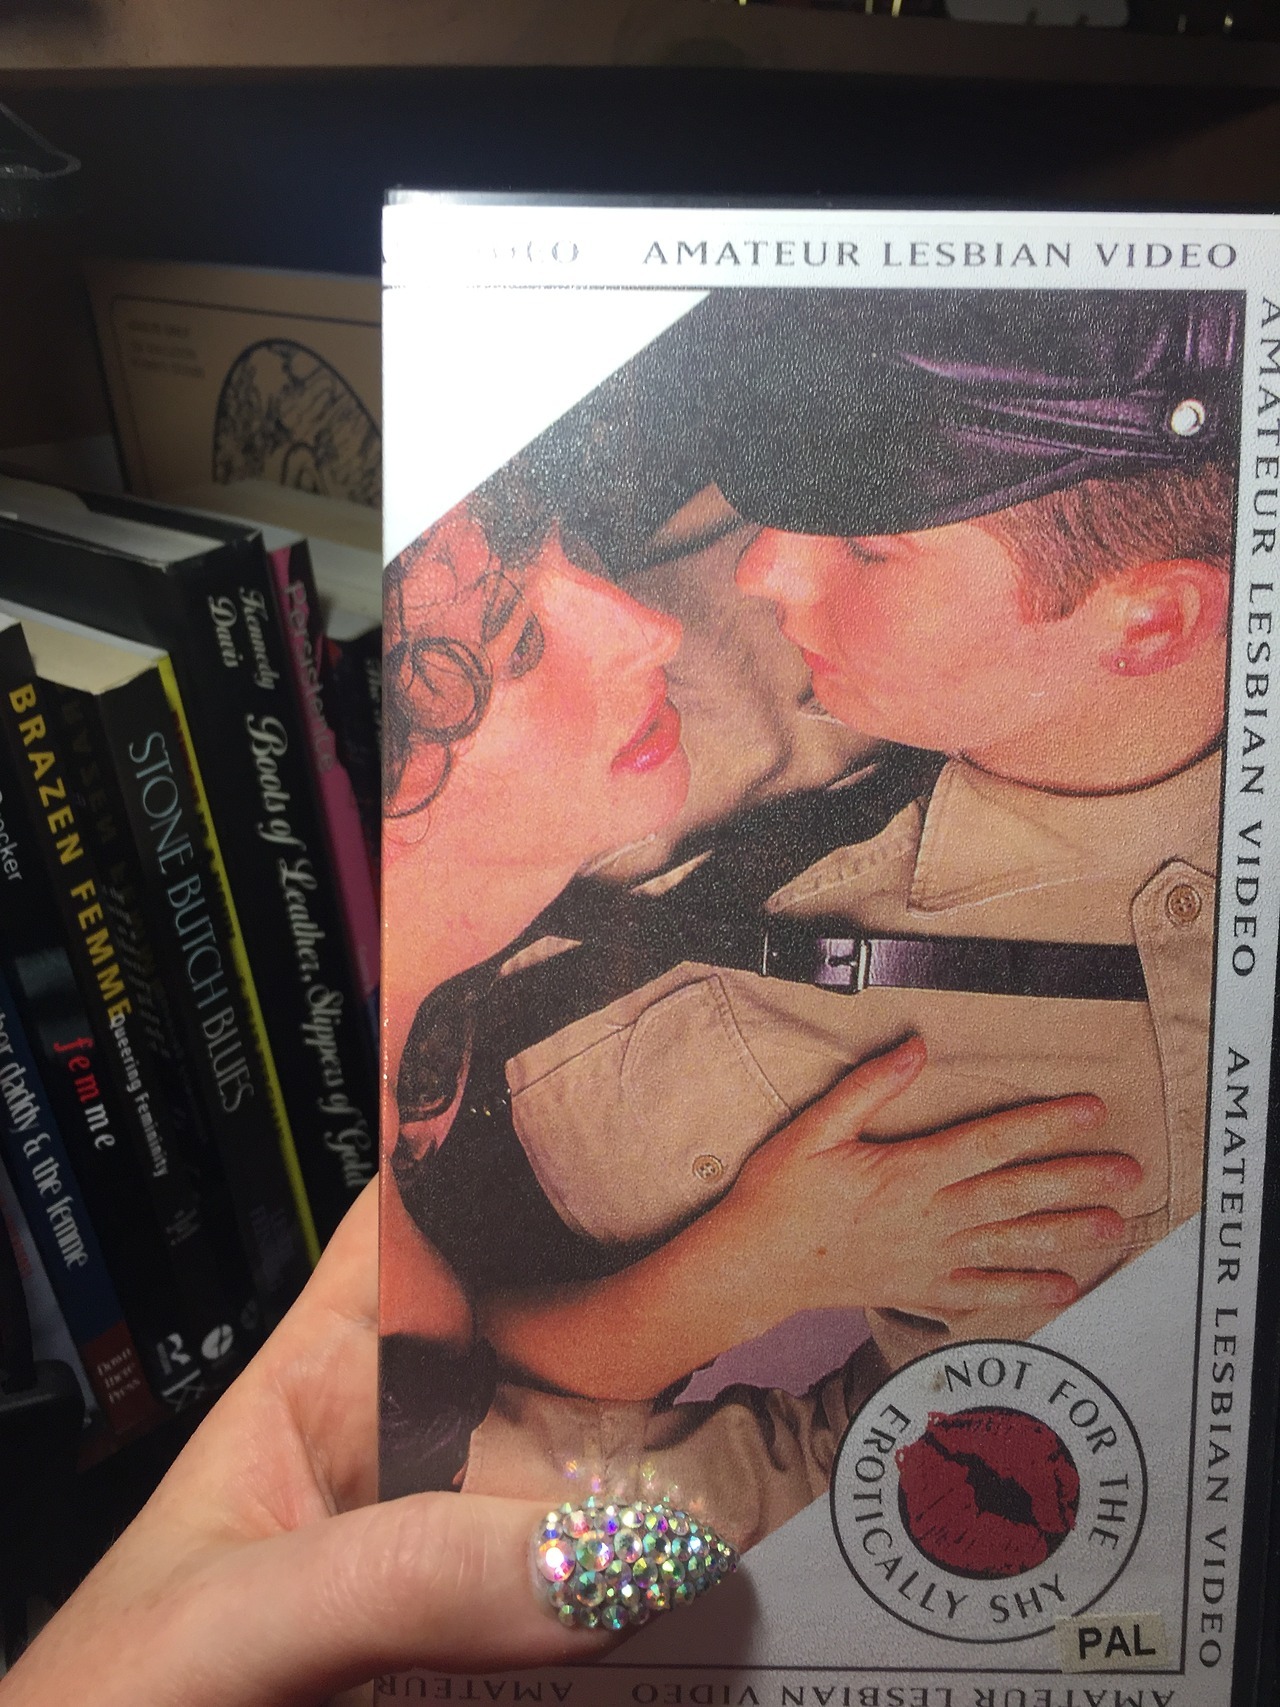 AMATEUR LESBIAN VIDEO
AMATEUR LESBIAN VIDEO
AMATEUR LESBIAN VIDEO
NOT FOR THE EROTICALLY SHY
PAL
AMATEUR LESBIAN VIDEO
AMATEUR
BRAZEN FEMME
Queering Femininity
femme
daddy & the femme
STONE BUTCH BLUES
Kennedy
Davis
Boots of Leather, Slippers of Gold
Persistence